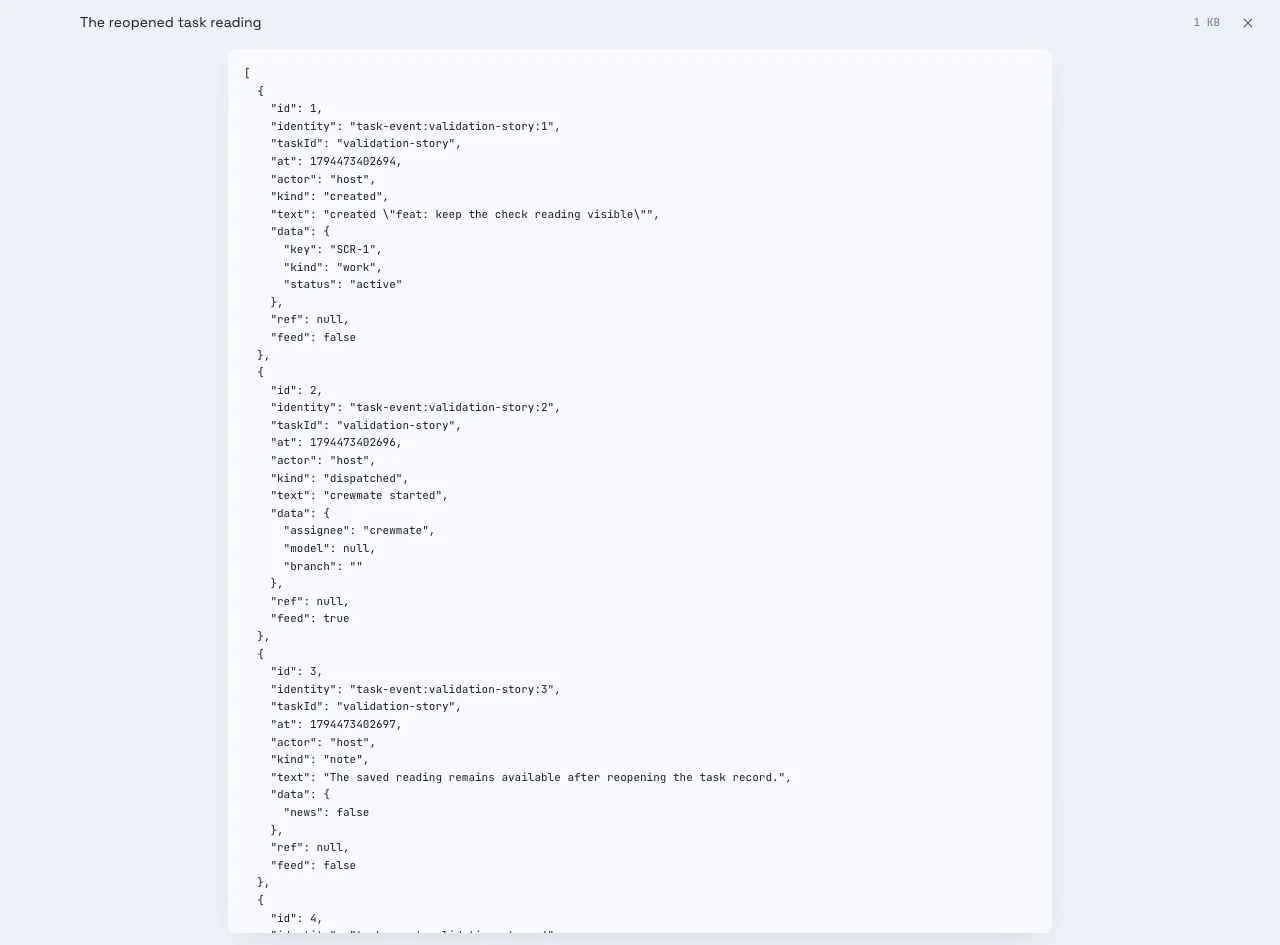 The reopened task reading
1 KB
[
  {
    "id": 1,
    "identity": "task-event:validation-story:1",
    "taskId": "validation-story",
    "at": 1794473402694,
    "actor": "host",
    "kind": "created",
    "text": "created \"feat: keep the check reading visible\"",
    "data": {
      "key": "SCR-1",
      "kind": "work",
      "status": "active"
    },
    "ref": null,
    "feed": false
  },
  {
    "id": 2,
    "identity": "task-event:validation-story:2",
    "taskId": "validation-story",
    "at": 1794473402696,
    "actor": "host",
    "kind": "dispatched",
    "text": "crewmate started",
    "data": {
      "assignee": "crewmate",
      "model": null,
      "branch": ""
    },
    "ref": null,
    "feed": true
  },
  {
    "id": 3,
    "identity": "task-event:validation-story:3",
    "taskId": "validation-story",
    "at": 1794473402697,
    "actor": "host",
    "kind": "note",
    "text": "The saved reading remains available after reopening the task record.",
    "data": {
      "news": false
    },
    "ref": null,
    "feed": false
  },
  {
    "id": 4,